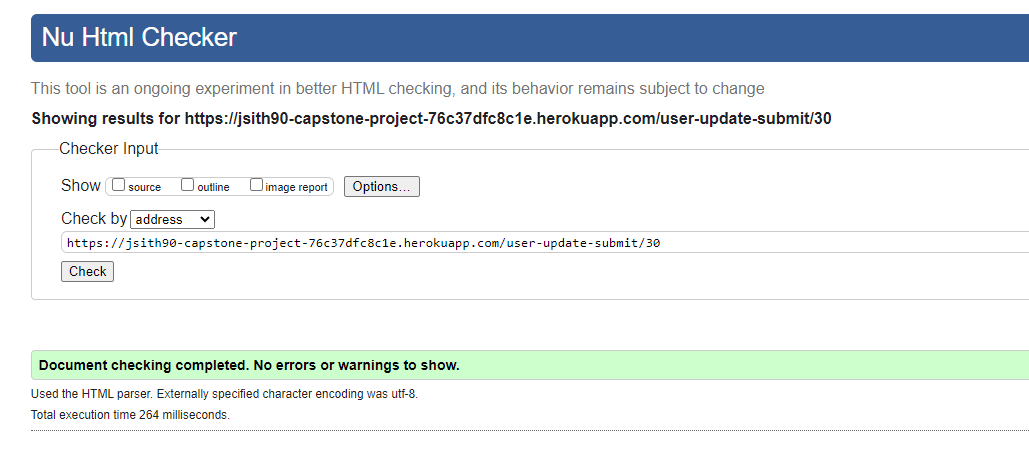 Nu Html Checker
This tool is an ongoing experiment in better HTML checking, and its behavior remains subject to change
Showing results for https://jsith90-capstone-project-76c37dfc8c1e.herokuapp.com/user-update-submit/30
Checker Input
Show source outline image report Options...
Check by address
https://jsith90-capstone-project-76c37dfc8c1e.herokuapp.com/user-update-submit/30
Check
Document checking completed. No errors or warnings to show.
Used the HTML parser. Externally specified character encoding was utf-8.
Total execution time 264 milliseconds.